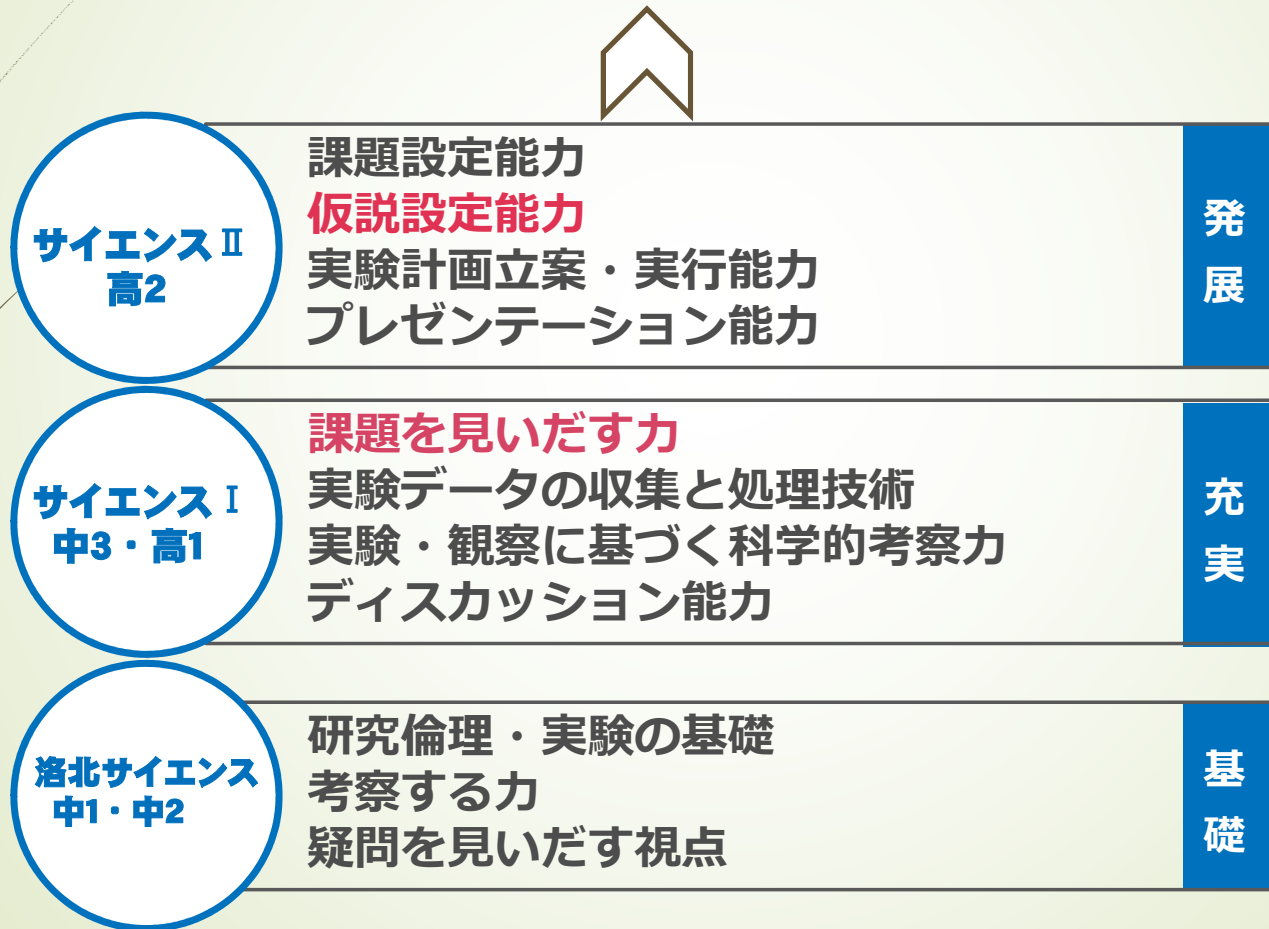 サイエンスⅡ
高2
課題設定能力
仮説設定能力
実験計画立案・実行能力
プレゼンテーション能力
発展
サイエンスⅠ
中3・高1
課題を見いだす力
実験データの収集と処理技術
実験・観察に基づく科学的考察力
ディスカッション能力
充実
洛北サイエンス
中1・中2
研究倫理・実験の基礎
考察する力
疑問を見いだす視点
基礎